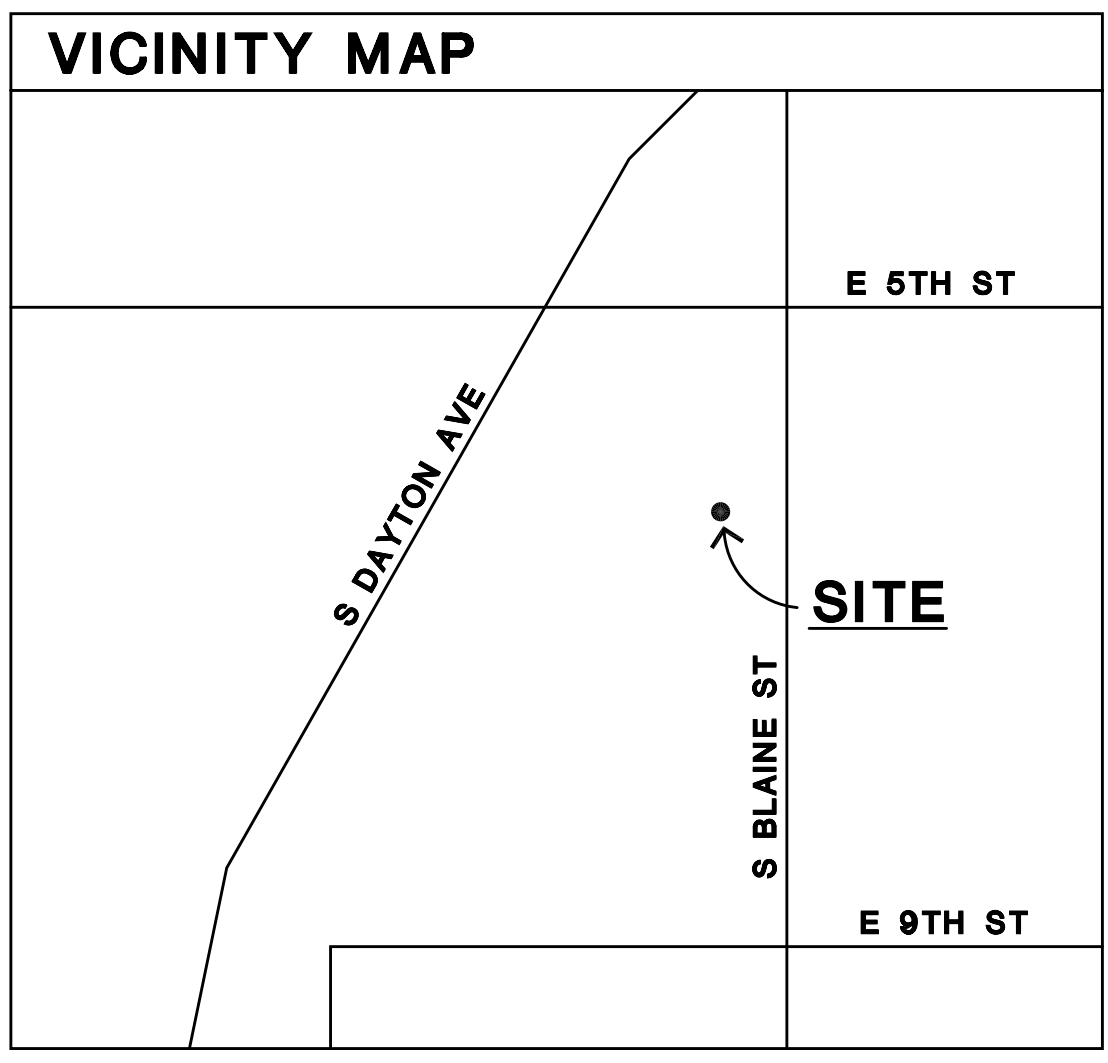 VICINITY MAP
E 5TH ST
S DAYTON AVE
SITE
S BLAINE ST
E 9TH ST